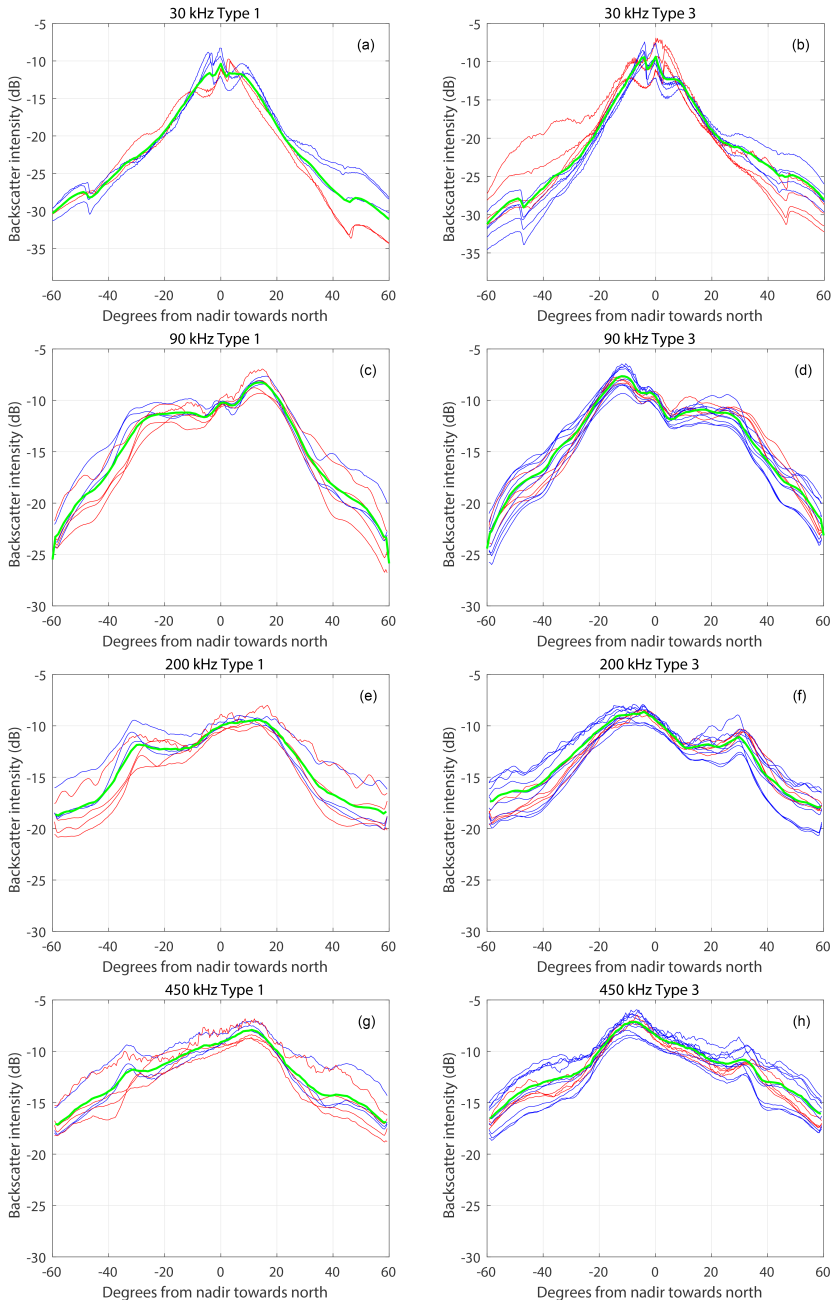 30 kHz Type 1
(a)
Backscatter intensity (dB)
-5
-10
-15
-20
-25
-30
-35
-60 -40 -20 0 20 40 60
Degrees from nadir towards north
30 kHz Type 3
(b)
Backscatter intensity (dB)
-5
-10
-15
-20
-25
-30
-35
-60 -40 -20 0 20 40 60
Degrees from nadir towards north
90 kHz Type 1
(c)
Backscatter intensity (dB)
-5
-10
-15
-20
-25
-30
-60 -40 -20 0 20 40 60
Degrees from nadir towards north
90 kHz Type 3
(d)
Backscatter intensity (dB)
-5
-10
-15
-20
-25
-30
-60 -40 -20 0 20 40 60
Degrees from nadir towards north
200 kHz Type 1
(e)
Backscatter intensity (dB)
-5
-10
-15
-20
-25
-30
-60 -40 -20 0 20 40 60
Degrees from nadir towards north
200 kHz Type 3
(f)
Backscatter intensity (dB)
-5
-10
-15
-20
-25
-30
-60 -40 -20 0 20 40 60
Degrees from nadir towards north
450 kHz Type 1
(g)
Backscatter intensity (dB)
-5
-10
-15
-20
-25
-30
-60 -40 -20 0 20 40 60
Degrees from nadir towards north
450 kHz Type 3
(h)
Backscatter intensity (dB)
-5
-10
-15
-20
-25
-30
-60 -40 -20 0 20 40 60
Degrees from nadir towards north